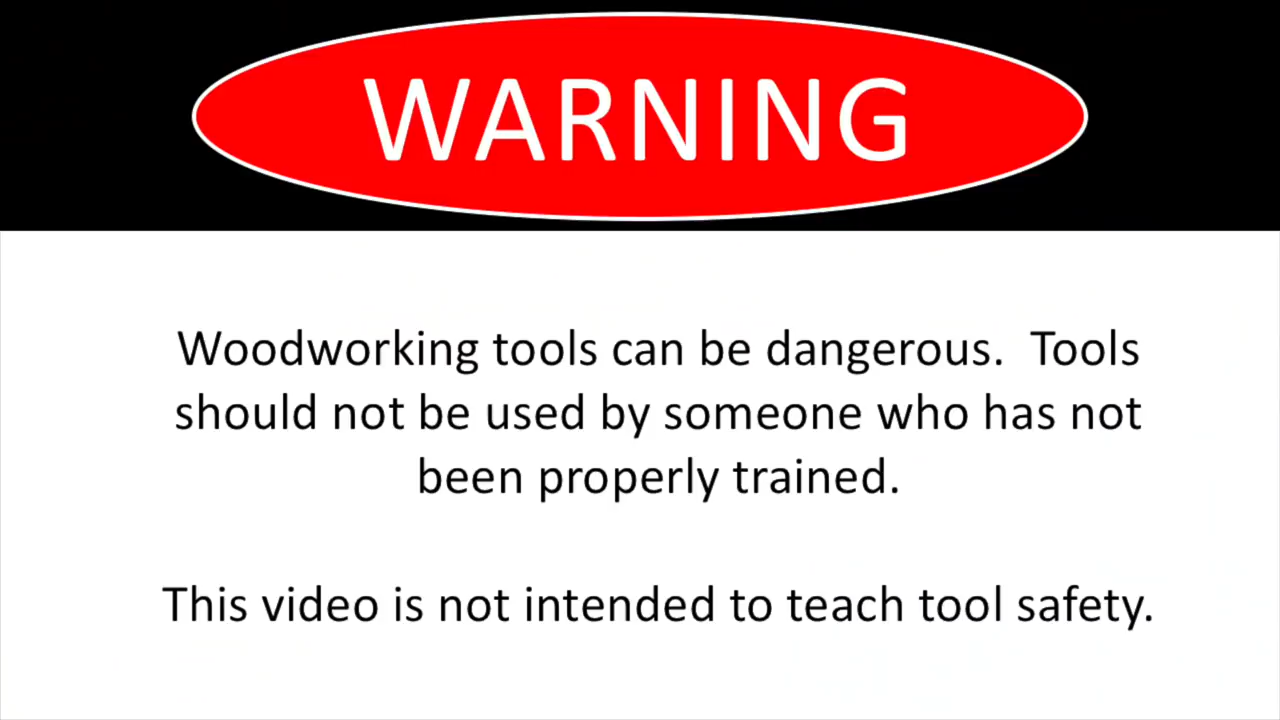 WARNING
Woodworking tools can be dangerous.  Tools
should not be used by someone who has not
been properly trained.
This video is not intended to teach tool safety.